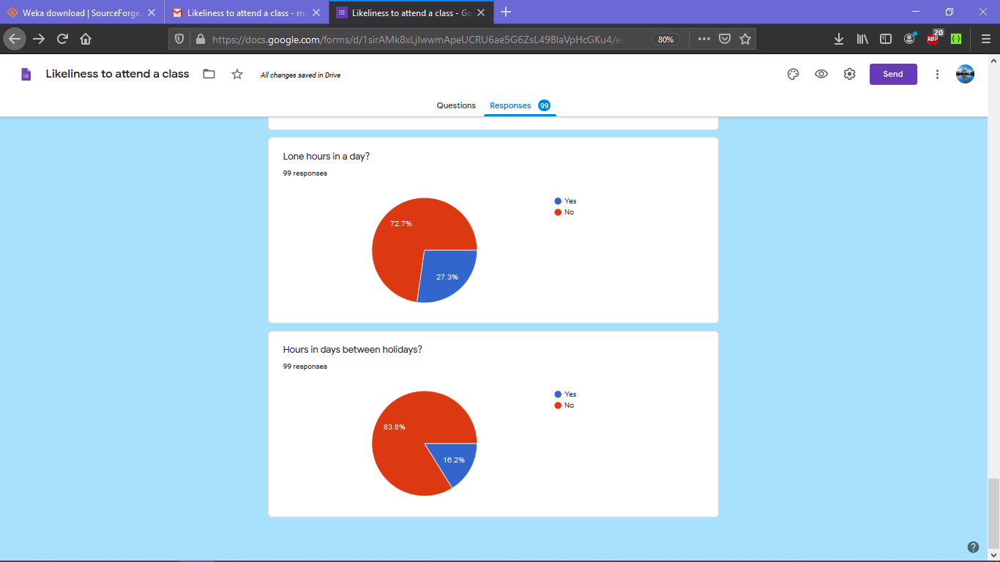 Weka download | SourceForge.
Likeliness to attend a class - mo
Likeliness to attend a class - Go
https://docs.google.com/forms/d/1sirAMk8xLjIwwmApeUCRU6ae5G6ZsL49BlaVpHcGKu4/ed
80%
20
ABP
Likeliness to attend a class
All changes saved in Drive
Send
Questions
Responses
99
Lone hours in a day?
99 responses
Yes
No
72.7%
27.3%
Hours in days between holidays?
99 responses
Yes
No
83.8%
16.2%
?